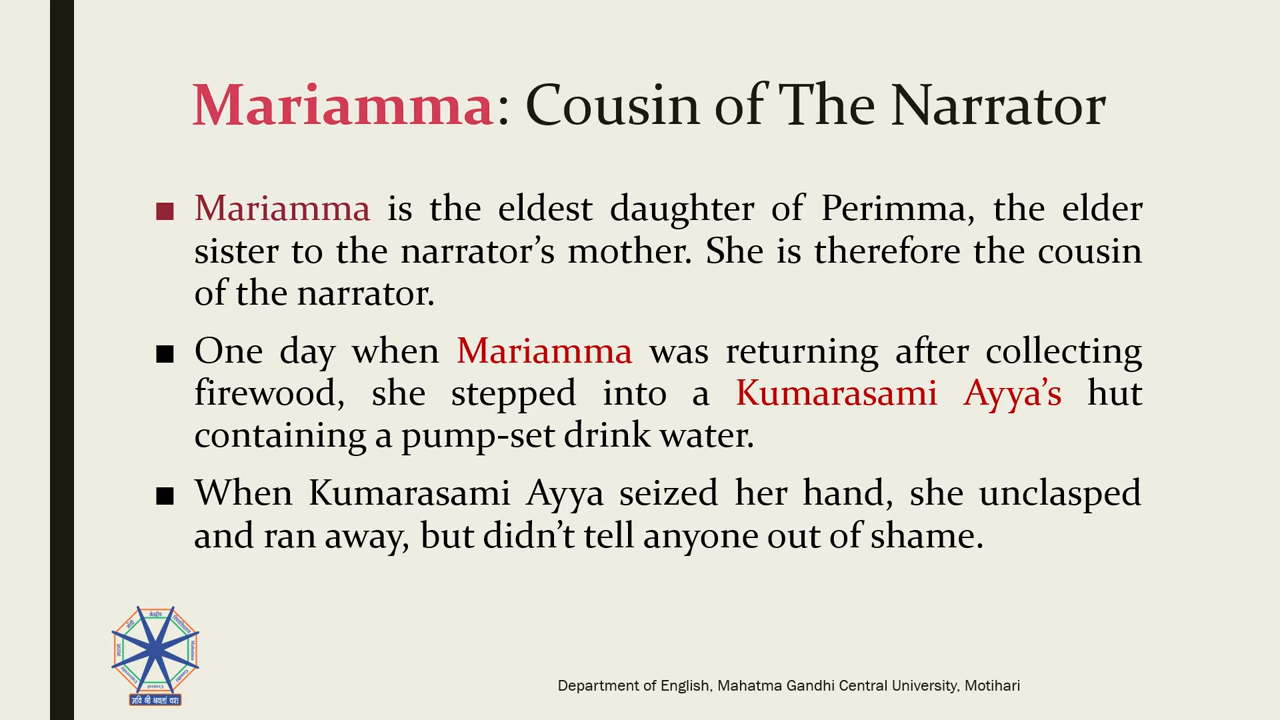 Mariamma: Cousin of The Narrator
Mariamma is the eldest daughter of Perimma, the elder
sister to the narrator’s mother. She is therefore the cousin
of the narrator.
One day when Mariamma was returning after collecting
firewood, she stepped into a Kumarasami Ayya’s hut
containing a pump-set drink water.
When Kumarasami Ayya seized her hand, she unclasped
and ran away, but didn’t tell anyone out of shame.
Department of English, Mahatma Gandhi Central University, Motihari